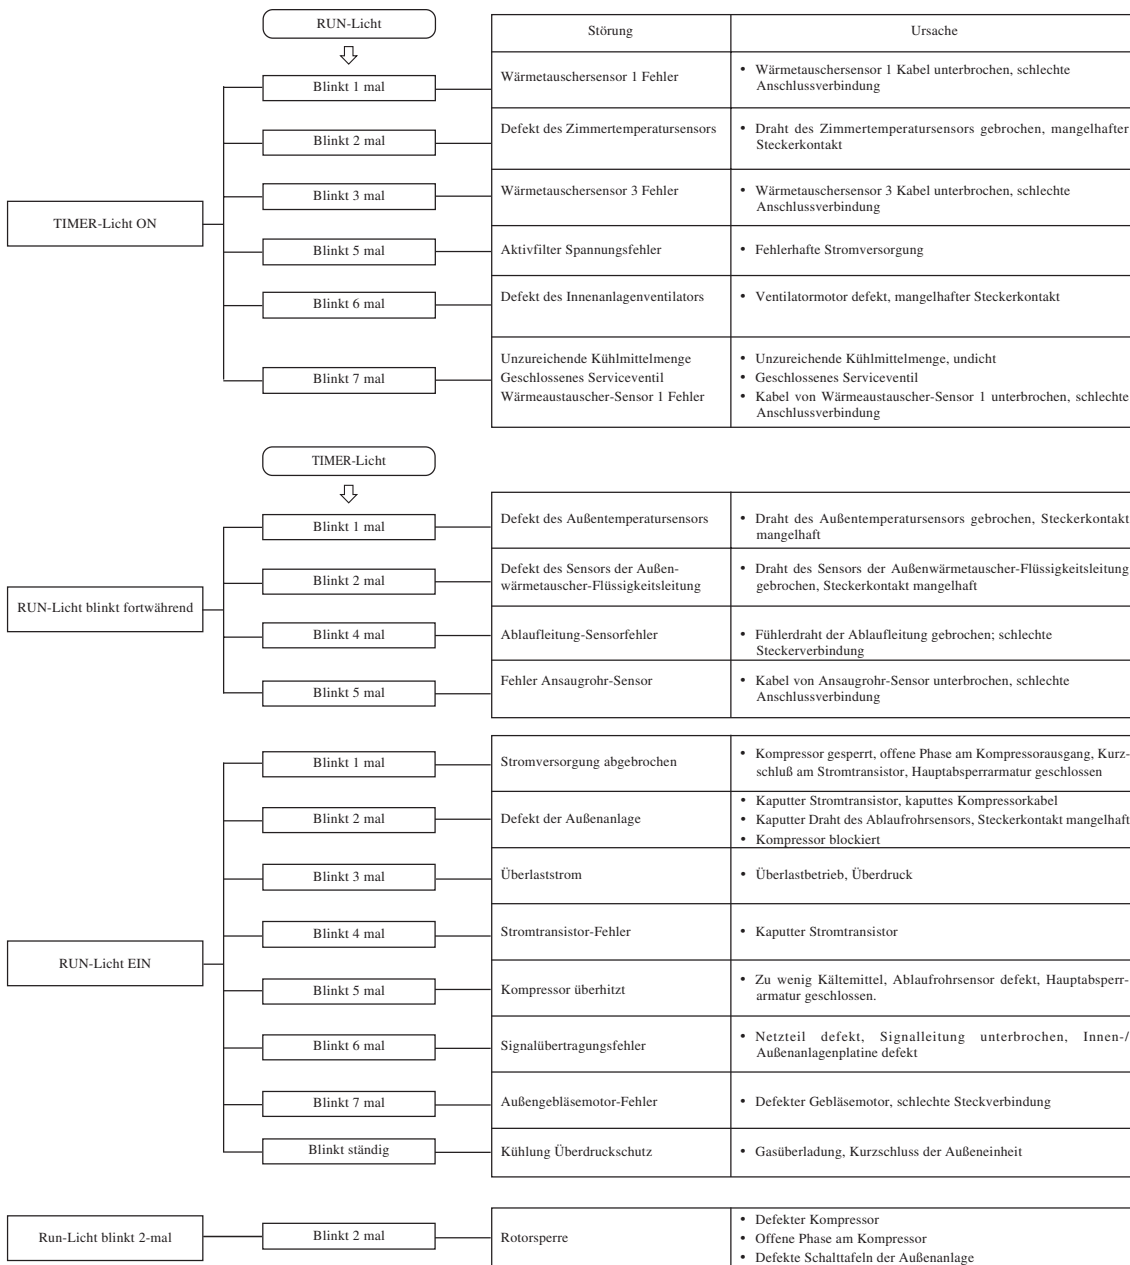 RUN-Licht
Störung
Ursache
TIMER-Licht ON
Blinkt 1 mal
Wärmetauschersensor 1 Fehler
• Wärmetauschersensor 1 Kabel unterbrochen, schlechte
Anschlussverbindung
Blinkt 2 mal
Defekt des Zimmertemperatursensors
• Draht des Zimmertemperatursensors gebrochen, mangelhafter
Steckerkontakt
Blinkt 3 mal
Wärmetauschersensor 3 Fehler
• Wärmetauschersensor 3 Kabel unterbrochen, schlechte
Anschlussverbindung
Blinkt 5 mal
Aktivfilter Spannungsfehler
• Fehlerhafte Stromversorgung
Blinkt 6 mal
Defekt des Innenanlagenventilators
• Ventilatormotor defekt, mangelhafter Steckerkontakt
Blinkt 7 mal
Unzureichende Kühlmittelmenge
Geschlossenes Serviceventil
Wärmeaustauscher-Sensor 1 Fehler
• Unzureichende Kühlmittelmenge, undicht
• Geschlossenes Serviceventil
• Kabel von Wärmeaustauscher-Sensor 1 unterbrochen, schlechte
Anschlussverbindung
TIMER-Licht
RUN-Licht blinkt fortwährend
Blinkt 1 mal
Defekt des Außentemperatursensors
• Draht des Außentemperatursensors gebrochen, Steckerkontakt
mangelhaft
Blinkt 2 mal
Defekt des Sensors der Außen-
wärmetauscher-Flüssigkeitsleitung
• Draht des Sensors der Außenwärmetauscher-Flüssigkeitsleitung
gebrochen, Steckerkontakt mangelhaft
Blinkt 4 mal
Ablaufleitung-Sensorfehler
• Fühlerdraht der Ablaufleitung gebrochen; schlechte
Steckerverbindung
Blinkt 5 mal
Fehler Ansaugrohr-Sensor
• Kabel von Ansaugrohr-Sensor unterbrochen, schlechte
Anschlussverbindung
RUN-Licht EIN
Blinkt 1 mal
Stromversorgung abgebrochen
• Kompressor gesperrt, offene Phase am Kompressorausgang, Kurz-
schluß am Stromtransistor, Hauptabsperrarmatur geschlossen
Blinkt 2 mal
Defekt der Außenanlage
• Kaputter Stromtransistor, kaputtes Kompressorkabel
• Kaputter Draht des Ablaufrohrsensors, Steckerkontakt mangelhaft
• Kompressor blockiert
Blinkt 3 mal
Überlaststrom
• Überlastbetrieb, Überdruck
Blinkt 4 mal
Stromtransistor-Fehler
• Kaputter Stromtransistor
Blinkt 5 mal
Kompressor überhitzt
• Zu wenig Kältemittel, Ablaufrohrsensor defekt, Hauptabsperr-
armatur geschlossen.
Blinkt 6 mal
Signalübertragungsfehler
• Netzteil defekt, Signalleitung unterbrochen, Innen-/
Außenanlagenplatine defekt
Blinkt 7 mal
Außengebläsemotor-Fehler
• Defekter Gebläsemotor, schlechte Steckverbindung
Blinkt ständig
Kühlung Überdruckschutz
• Gasüberladung, Kurzschluss der Außeneinheit
Run-Licht blinkt 2-mal
Blinkt 2 mal
Rotorsperre
• Defekter Kompressor
• Offene Phase am Kompressor
• Defekte Schalttafeln der Außenanlage